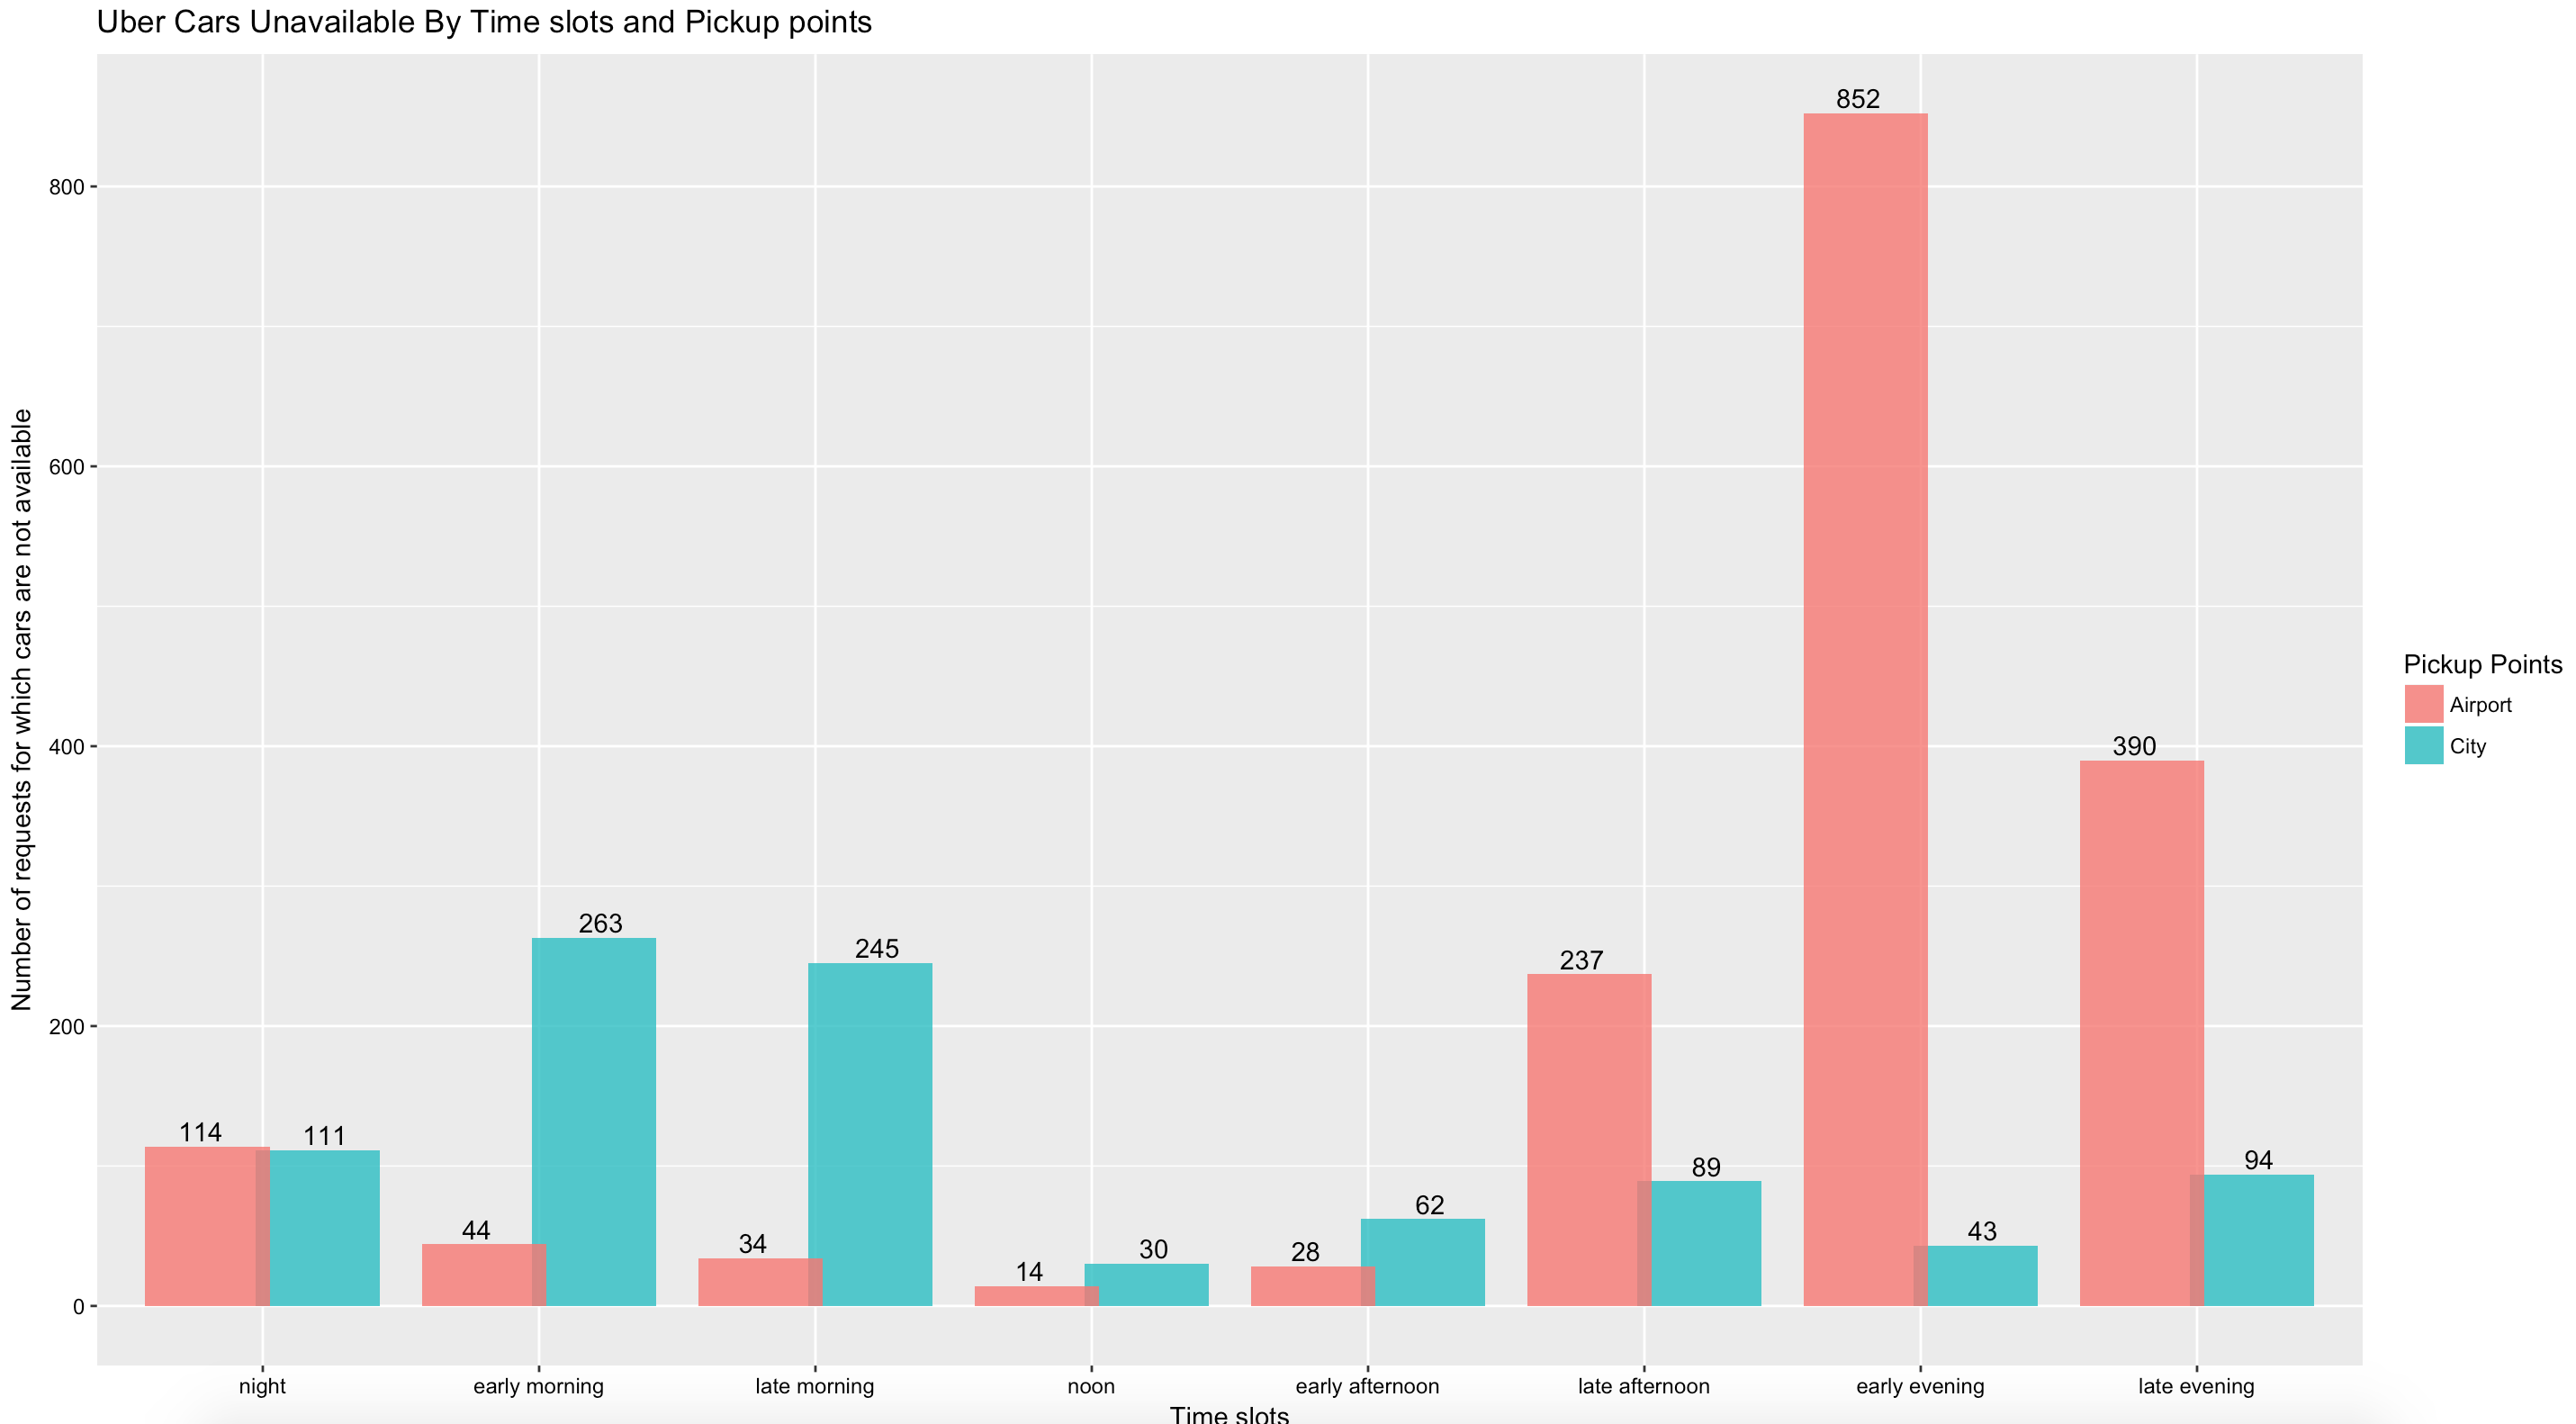 Uber Cars Unavailable By Time slots and Pickup points
Number of requests for which cars are not available
800
600
400
200
0
114
111
44
263
34
245
14
30
28
62
237
89
852
43
390
94
night
early morning
late morning
noon
early afternoon
late afternoon
early evening
late evening
Time slots
Pickup Points
Airport
City